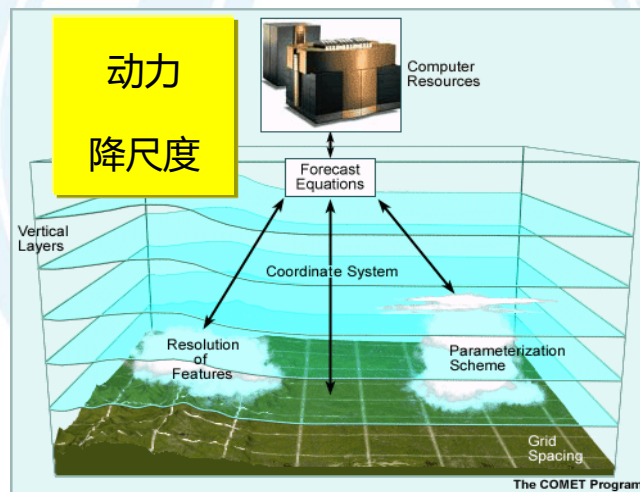 动力
降尺度
Computer
Resources
Forecast
Equations
Vertical
Layers
Coordinate System
Resolution
of
Features
Parameterization
Scheme
Grid
Spacing
The COMET Program